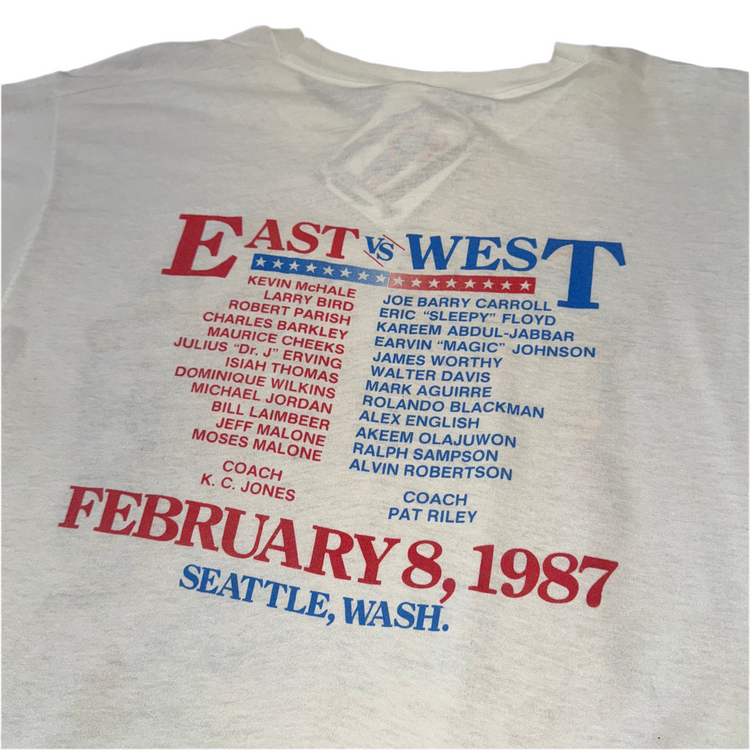 EAST VS WEST
KEVIN McHALE
LARRY BIRD
ROBERT PARISH
CHARLES BARKLEY
MAURICE CHEEKS
JULIUS "Dr. J" ERVING
ISIAH THOMAS
DOMINIQUE WILKINS
MICHAEL JORDAN
BILL LAIMBEER
JEFF MALONE
MOSES MALONE
COACH
K. C. JONES
JOE BARRY CARROLL
ERIC "SLEEPY" FLOYD
KAREEM ABDUL-JABBAR
EARVIN "MAGIC" JOHNSON
JAMES WORTHY
WALTER DAVIS
MARK AGUIRRE
ROLANDO BLACKMAN
ALEX ENGLISH
AKEEM OLAJUWON
RALPH SAMPSON
ALVIN ROBERTSON
COACH
PAT RILEY
FEBRUARY 8, 1987
SEATTLE, WASH.